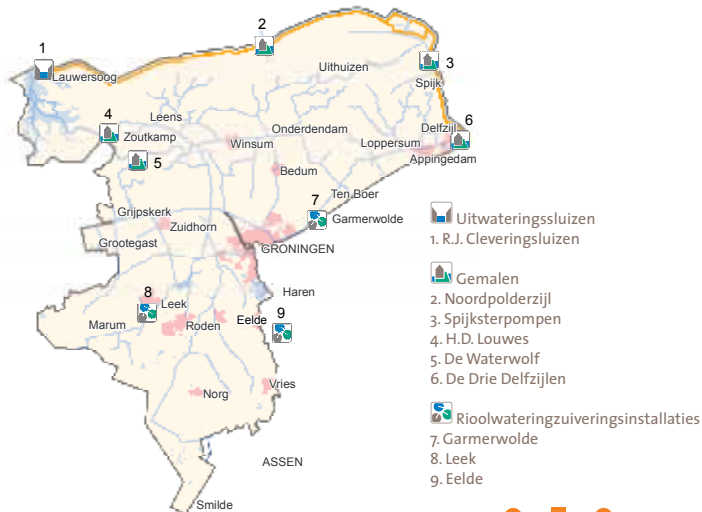 1
2
3
Lauwersoog
Uithuizen
Spijk
4
Leens
Zoutkamp
Onderdendam
Delfzijl
6
Winsum
Loppersum
Appingedam
5
Bedum
Ten Boer
7
Grijpskerk
Zuidhorn
Garmerwolde
Grootegast
GRONINGEN
8
Leek
Haren
Marum
Roden
Eelde
9
Vries
Norg
ASSEN
Smilde
Uitwateringssluizen
1. R.J. Cleveringsluizen
Gemalen
2. Noordpolderzijl
3. Spijksterpompen
4. H.D. Louwes
5. De Waterwolf
6. De Drie Delfzijlen
Rioolwateringzuiveringsinstallaties
7. Garmerwolde
8. Leek
9. Eelde